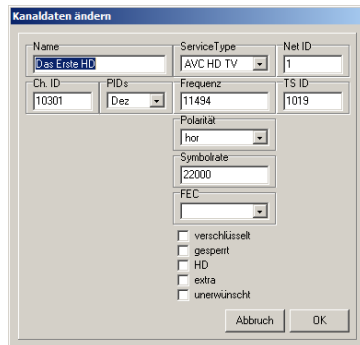 Kanaldaten ändern
Name ServiceType Net ID
Das Erste HD AVC HD TV 1
Ch. ID PIDs Frequenz TS ID
10301 Dez 11494 1019
Polarität
hor
Symbolrate
22000
FEC
verschlüsselt
gesperrt
HD
extra
unerwünscht
Abbruch OK